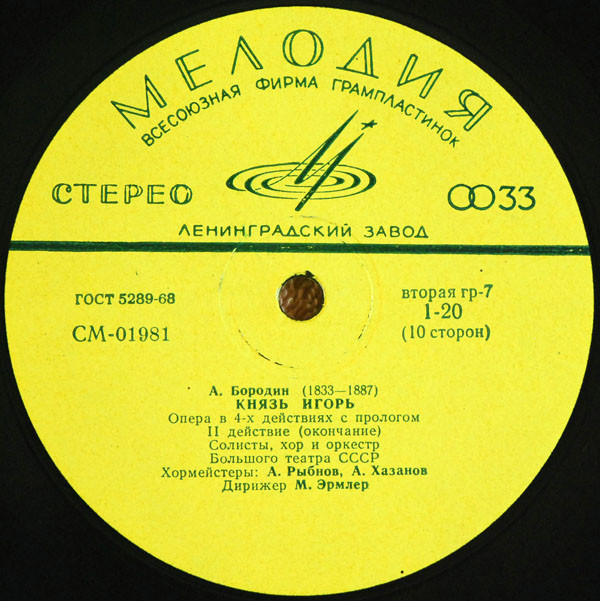 МЕЛОДИЯ
ВСЕСОЮЗНАЯ ФИРМА ГРАМПЛАСТИНОК
СТЕРЕО
33
ЛЕНИНГРАДСКИЙ ЗАВОД
ГОСТ 5289-68
вторая гр-7
СМ-01981
1-20
(10 сторон)
А. Бородин (1833—1887)
КНЯЗЬ ИГОРЬ
Опера в 4-х действиях с прологом
II действие (окончание)
Солисты, хор и оркестр
Большого театра СССР
Хормейстеры: А. Рыбнов, А. Хазанов
Дирижер М. Эрмлер